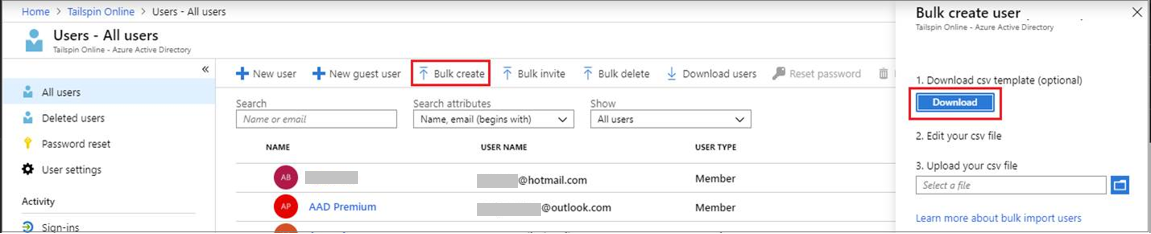 Home > Tailspin Online > Users - All users
Users - All users
Tailspin Online - Azure Active Directory
«
All users
Deleted users
Password reset
User settings
Activity
Sign-ins
New user
New guest user
Bulk create
Bulk invite
Bulk delete
Download users
Reset password
Search
Name or email
Search attributes
Name, email (begins with)
Show
All users
NAME USER NAME USER TYPE
AB @hotmail.com Member
AP AAD Premium @outlook.com Member
Bulk create user
Tailspin Online - Azure Active Directory
1. Download csv template (optional)
Download
2. Edit your csv file
3. Upload your csv file
Select a file
Learn more about bulk import users